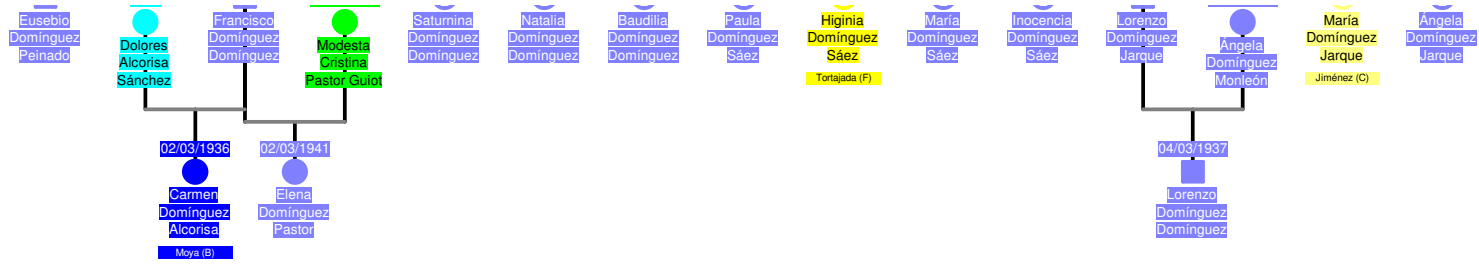 Eusebio
Domínguez
Peinado
Dolores
Alcorisa
Sánchez
Francisco
Domínguez
Domínguez
Modesta
Cristina
Pastor Guiot
Saturnina
Domínguez
Domínguez
Natalia
Domínguez
Domínguez
Baudilia
Domínguez
Domínguez
Paula
Domínguez
Sáez
Higinia
Domínguez
Sáez
Tortajada (F)
María
Domínguez
Sáez
Inocencia
Domínguez
Sáez
Lorenzo
Domínguez
Jarque
Ángela
Domínguez
Monleón
María
Domínguez
Jarque
Jiménez (C)
Ángela
Domínguez
Jarque
02/03/1936
Carmen
Domínguez
Alcorisa
Moya (B)
02/03/1941
Elena
Domínguez
Pastor
04/03/1937
Lorenzo
Domínguez
Domínguez